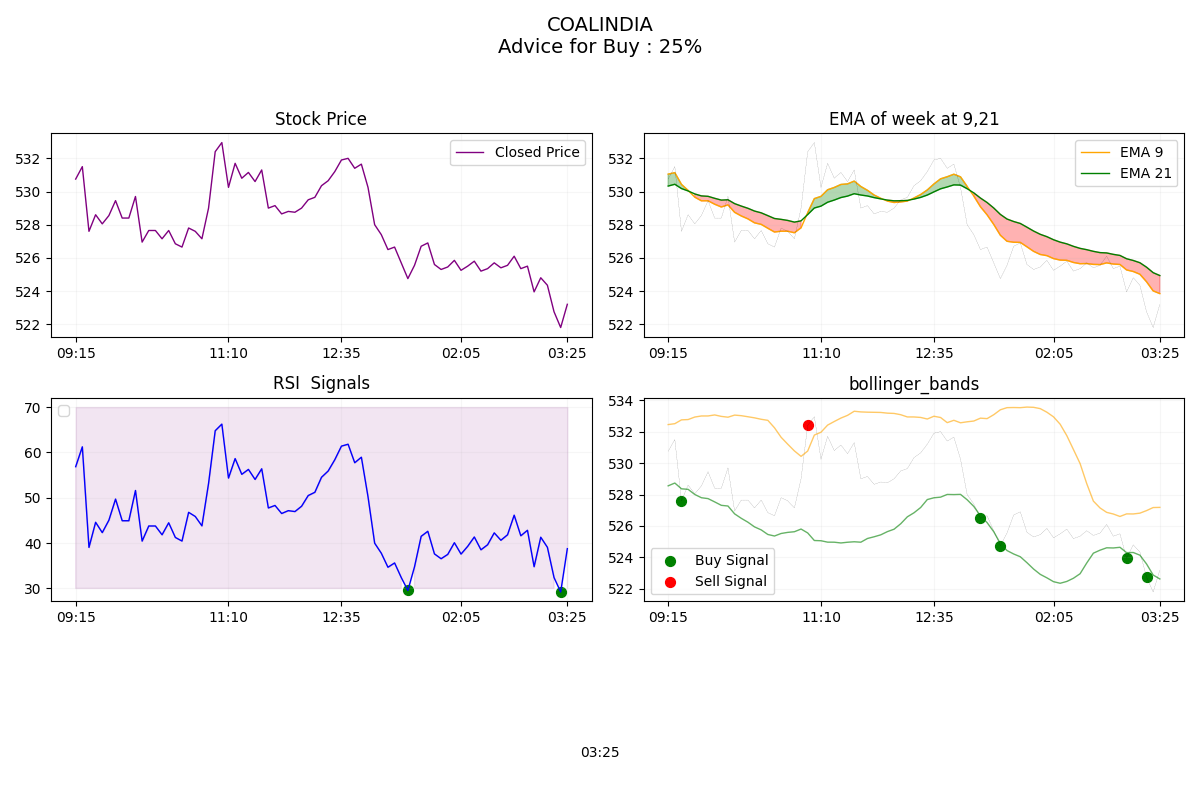 COALINDIA
Advice for Buy : 25%
Stock Price
532
530
528
526
524
522
Closed Price
09:15 11:10 12:35 02:05 03:25
EMA of week at 9,21
532
530
528
526
524
522
EMA 9
EMA 21
09:15 11:10 12:35 02:05 03:25
RSI  Signals
70
60
50
40
30
09:15 11:10 12:35 02:05 03:25
bollinger_bands
534
532
530
528
526
524
522
Buy Signal
Sell Signal
09:15 11:10 12:35 02:05 03:25
03:25